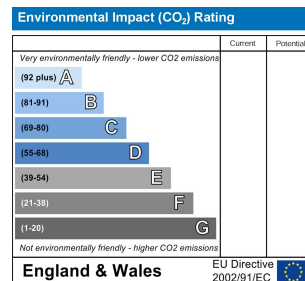 Environmental Impact (CO₂) Rating
Current Potential
Very environmentally friendly - lower CO2 emissions
(92 plus) A
(81-91) B
(69-80) C
(55-68) D
(39-54) E
(21-38) F
(1-20) G
Not environmentally friendly - higher CO2 emissions
England & Wales
EU Directive
2002/91/EC